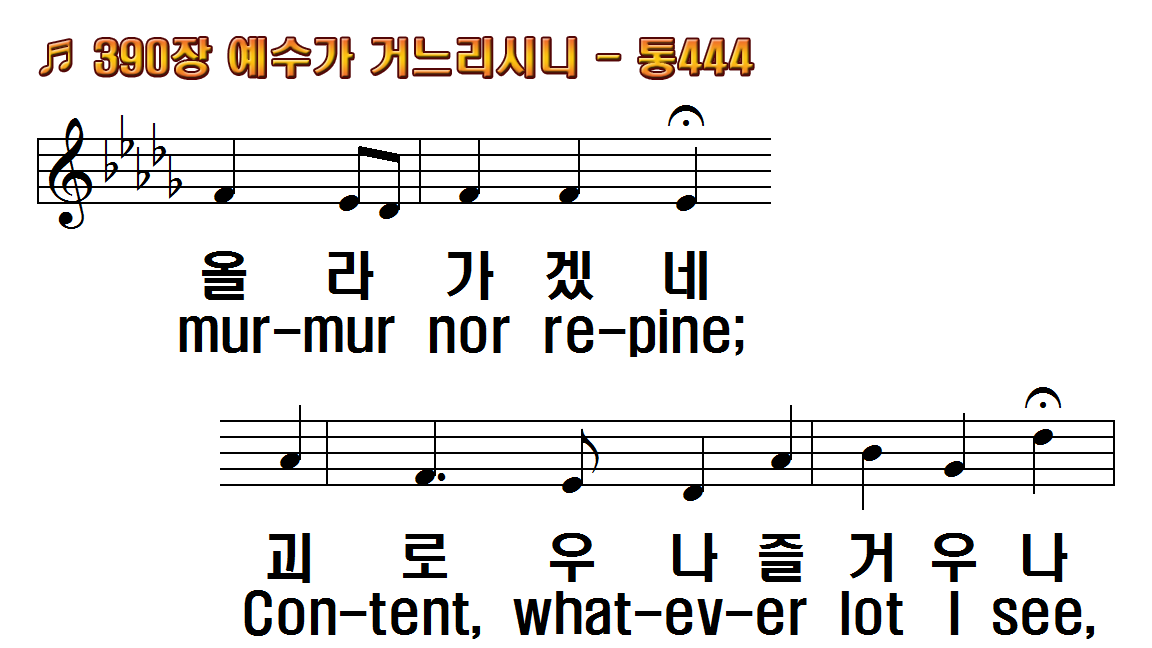 ♬ 390장 예수가 거느리시니 - 통444
올 라 가 겠 네
mur-mur nor re-pine;
괴 로 우 나 즐 거 우 나
Con-tent, what-ev-er lot I see,